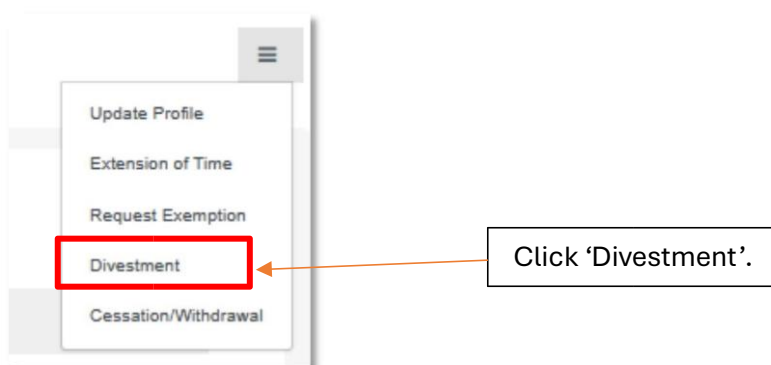 Update Profile
Extension of Time
Request Exemption
Divestment
Click ‘Divestment’.
Cessation/Withdrawal